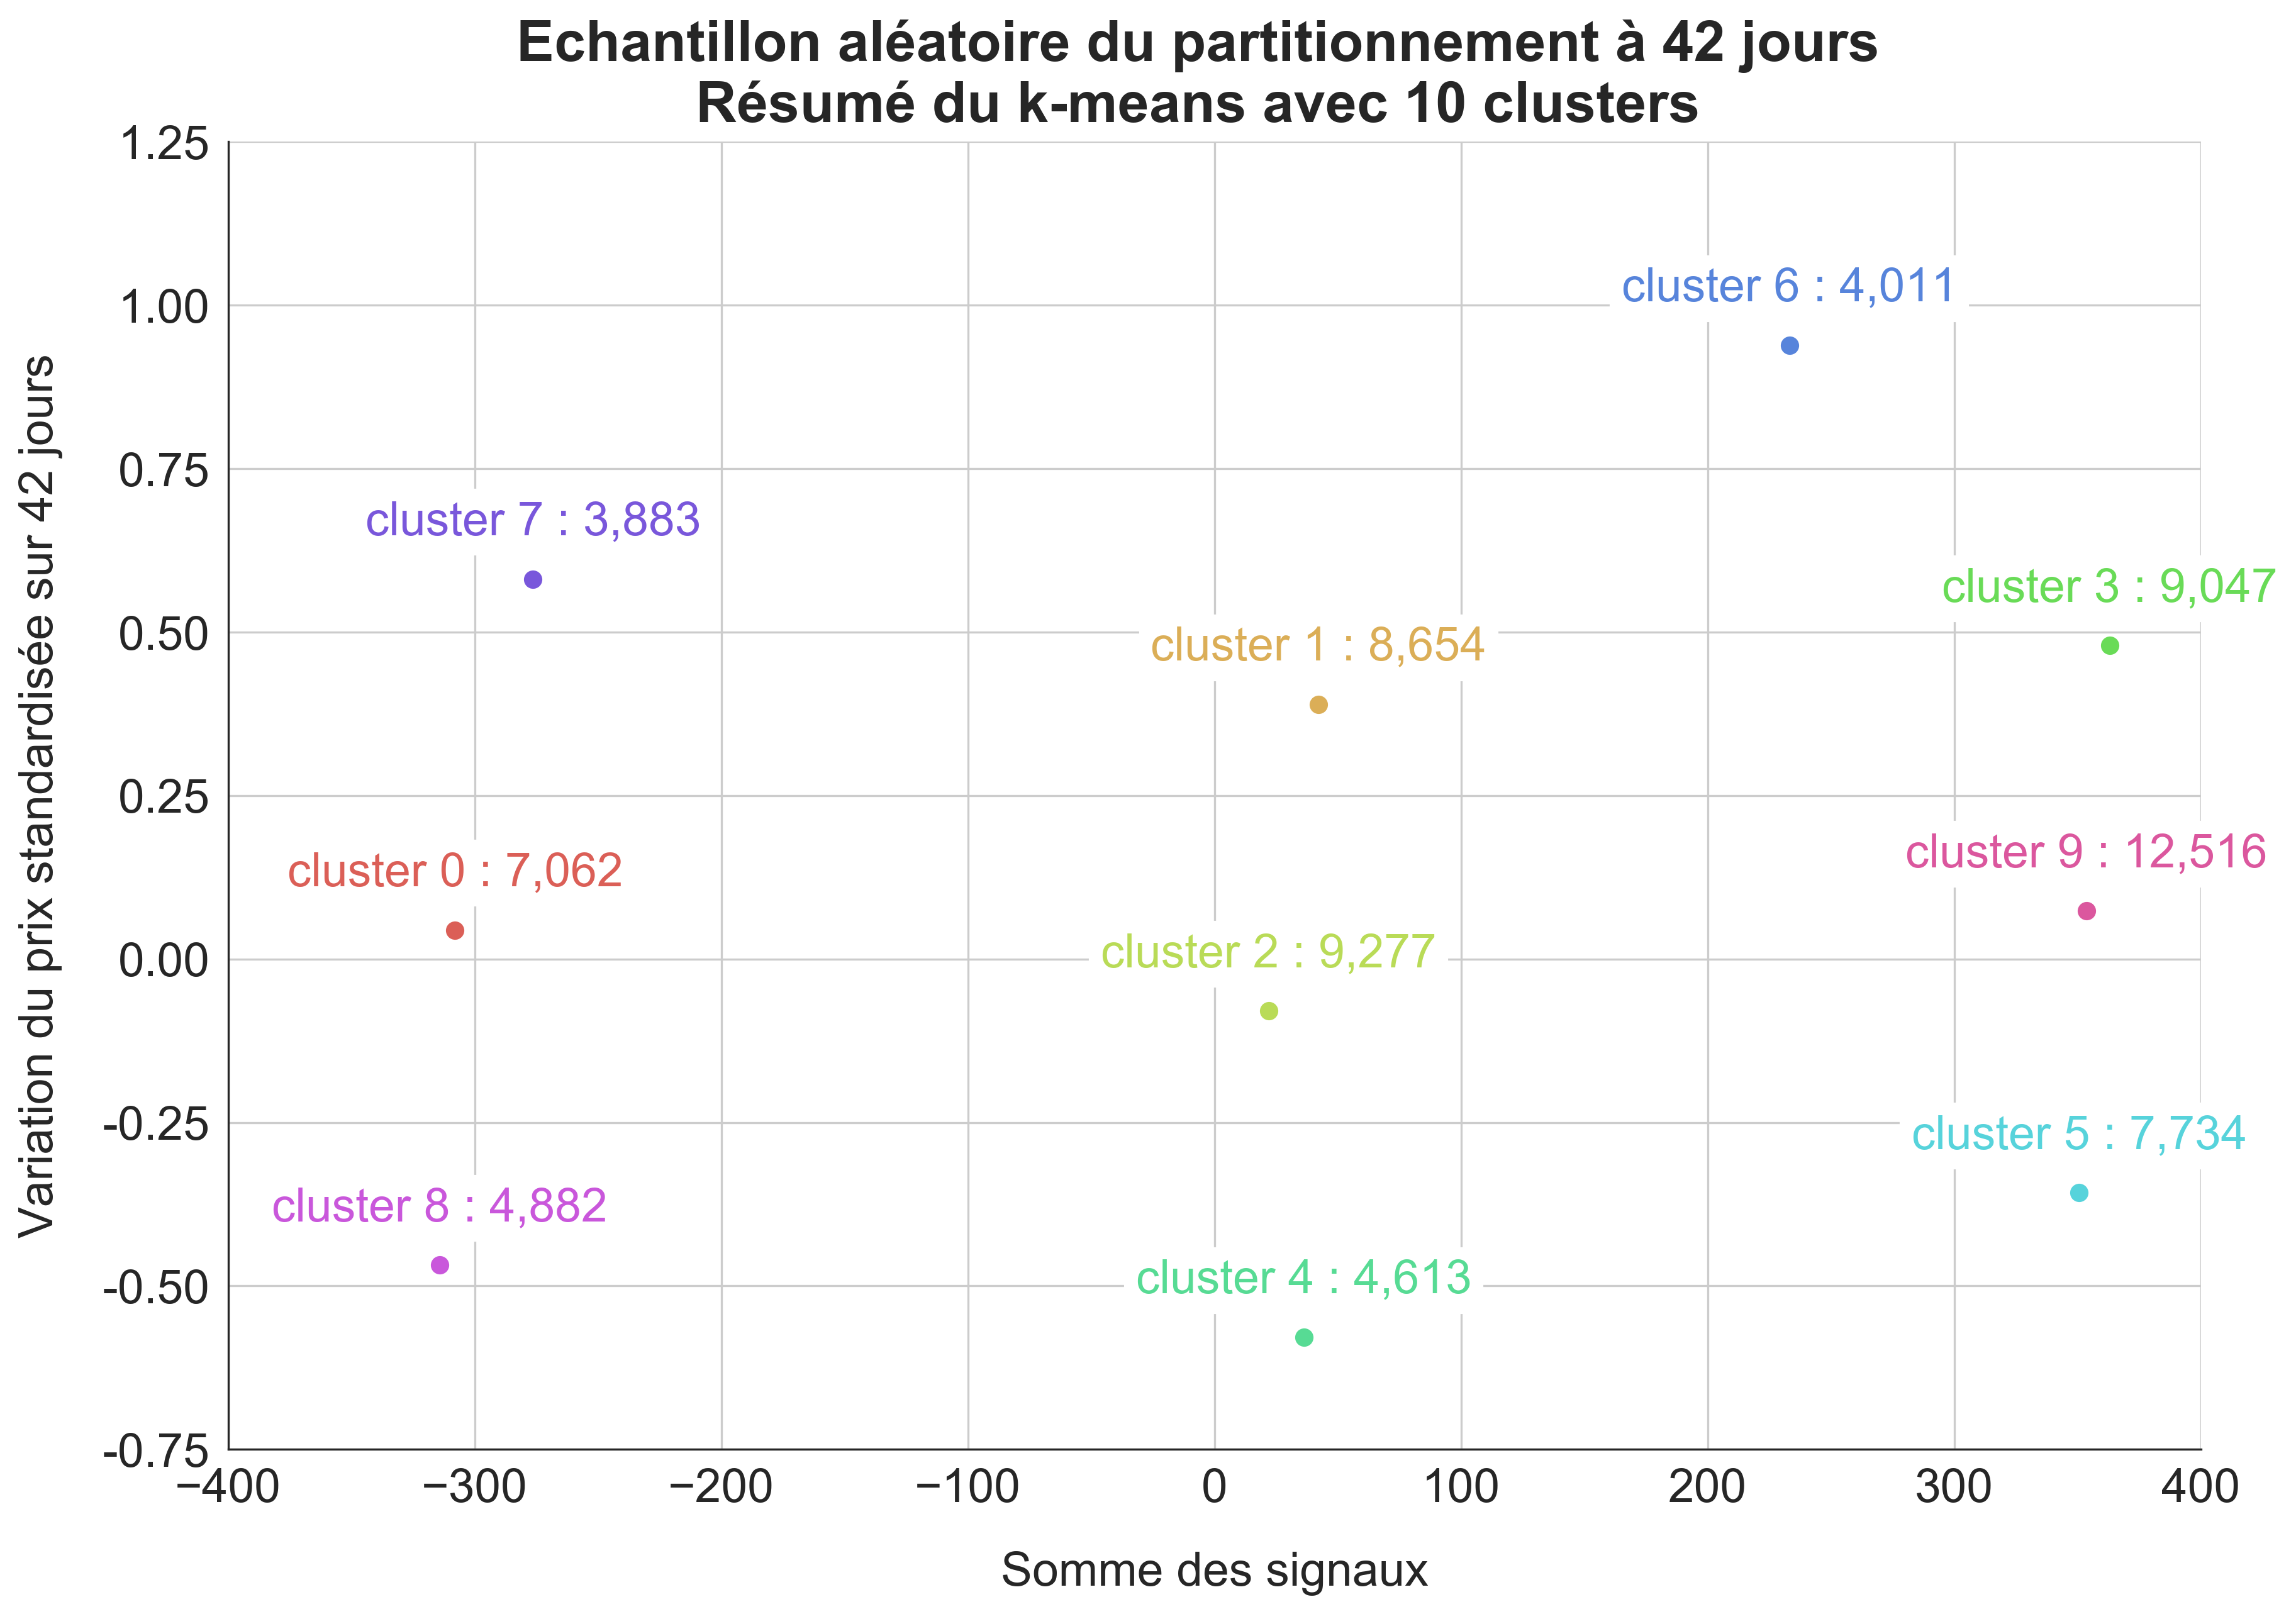 Echantillon aléatoire du partitionnement à 42 jours
Résumé du k-means avec 10 clusters
Variation du prix standardisée sur 42 jours
1.25
1.00
0.75
0.50
0.25
0.00
-0.25
-0.50
-0.75
cluster 6 : 4,011
cluster 7 : 3,883
cluster 3 : 9,047
cluster 1 : 8,654
cluster 9 : 12,516
cluster 0 : 7,062
cluster 2 : 9,277
cluster 5 : 7,734
cluster 8 : 4,882
cluster 4 : 4,613
−400 −300 −200 −100 0 100 200 300 400
Somme des signaux